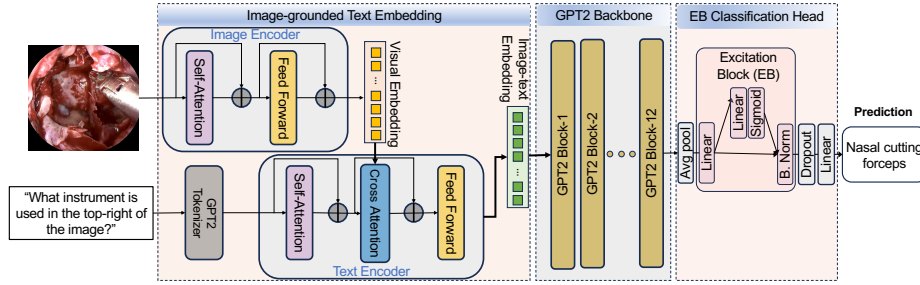 Image-grounded Text Embedding
GPT2 Backbone
EB Classification Head
Image Encoder
Self-Attention
Feed Forward
Visual Embedding
Image-text
Embedding
"What instrument is
used in the top-right of
the image?"
GPT2
Tokenizer
Self-Attention
Cross
Attention
Feed Forward
Text Encoder
GPT2 Block-1
GPT2 Block-2
GPT2 Block-12
Excitation
Block (EB)
Avg pool
Linear
Linear
Sigmoid
B. Norm
Dropout
Linear
Prediction
Nasal cutting
forceps